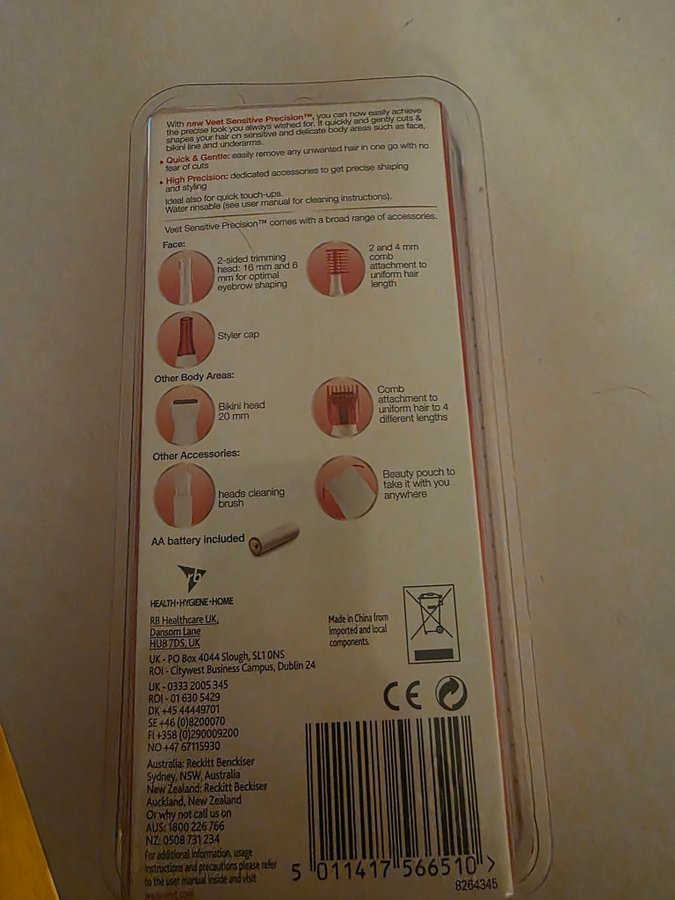 With new Veet Sensitive Precision™, you can now easily achieve
the precise look you always wished for. It quickly and gently cuts &
shapes your hair on sensitive and delicate body areas such as face,
bikini line and underarms.
• Quick & Gentle: easily remove any unwanted hair in one go with no
fear of cuts
• High Precision: dedicated accessories to get precise shaping
and styling
Ideal also for quick touch-ups.
Water rinsable (see user manual for cleaning instructions).
Veet Sensitive Precision™ comes with a broad range of accessories.
Face:
2-sided trimming
head: 16 mm and 6
mm for optimal
eyebrow shaping
2 and 4 mm
comb
attachment to
uniform hair
length
Styler cap
Other Body Areas:
Bikini head
20 mm
Comb
attachment to
uniform hair to 4
different lengths
Other Accessories:
heads cleaning
brush
Beauty pouch to
take it with you
anywhere
AA battery included
rb
HEALTH•HYGIENE•HOME
RB Healthcare UK,
Dansom Lane
HU8 7DS, UK
UK - PO Box 4044 Slough, SL1 0NS
ROI - Citywest Business Campus, Dublin 24
Made in China from
imported and local
components.
UK - 0333 2005 345
ROI - 01 630 5429
DK +45 44449701
SE +46 (0)8200070
FI +358 (0)290009200
NO +47 67115930
CE
Australia: Reckitt Benckiser
Sydney, NSW, Australia
New Zealand: Reckitt Beckiser
Auckland, New Zealand
Or why not call us on
AUS: 1800 226 766
NZ: 0508 731 234
For additional information, usage
instructions and precautions please refer
to the user manual inside and visit
5 011417 566510 >
8264345